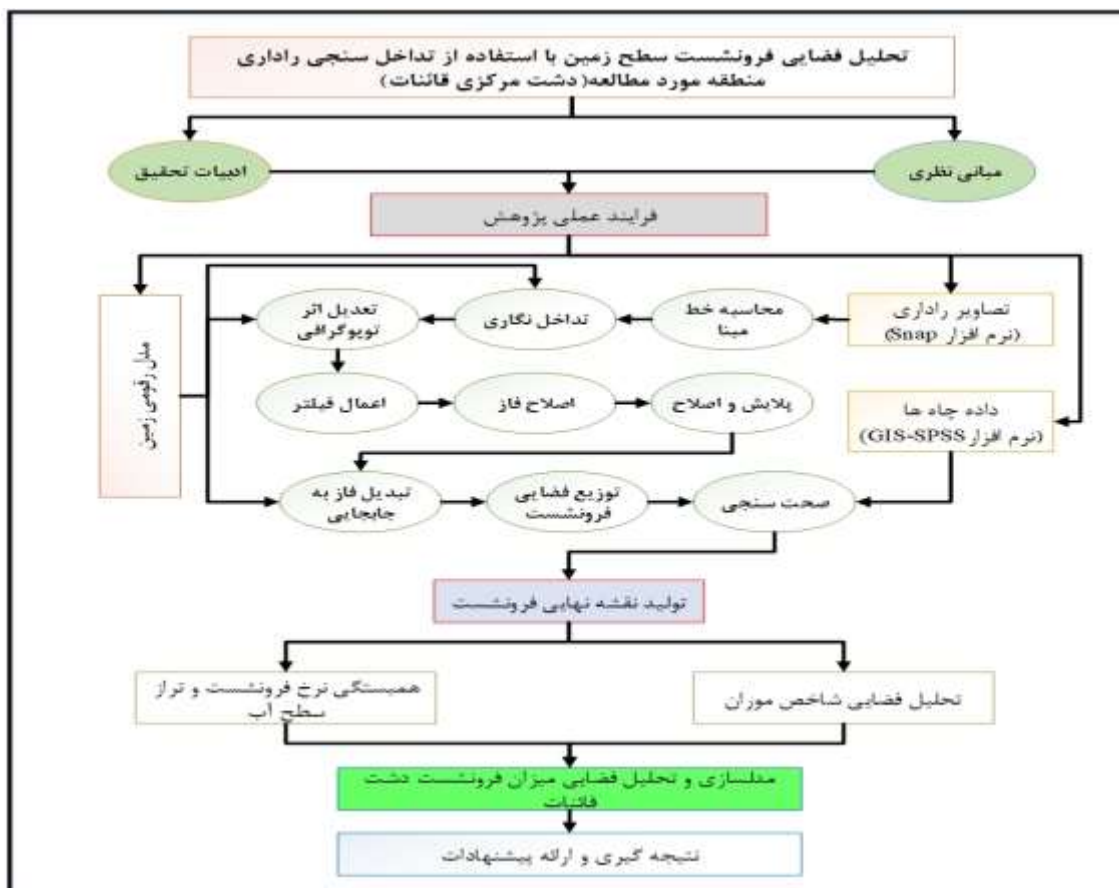 تحلیل فضایی فرونشست سطح زمین با استفاده از تداخل سنجی راداری
منطقه مورد مطالعه(دشت مرکزی قائنات)
مبانی نظری
ادبیات تحقیق
فرایند عملی پژوهش
تصاویر راداری
(نرم افزار Snap)
محاسبه خط
مبنا
تداخل نگاری
تعدیل اثر
توپوگرافی
مدل رقومی زمین
اعمال فیلتر
اصلاح فاز
پلایش و اصلاح
داده چاه ها
(نرم افزار GIS-SPSS)
تبدیل فاز به
جابجایی
توزیع فضایی
فرونشست
صحت سنجی
تولید نقشه نهایی فرونشست
تحلیل فضایی شاخص موران
همبستگی نرخ فرونشست و تراز
سطح آب
مدلسازی و تحلیل فضایی میزان فرونشست دشت
قائنات
نتیجه گیری و ارائه پیشنهادات